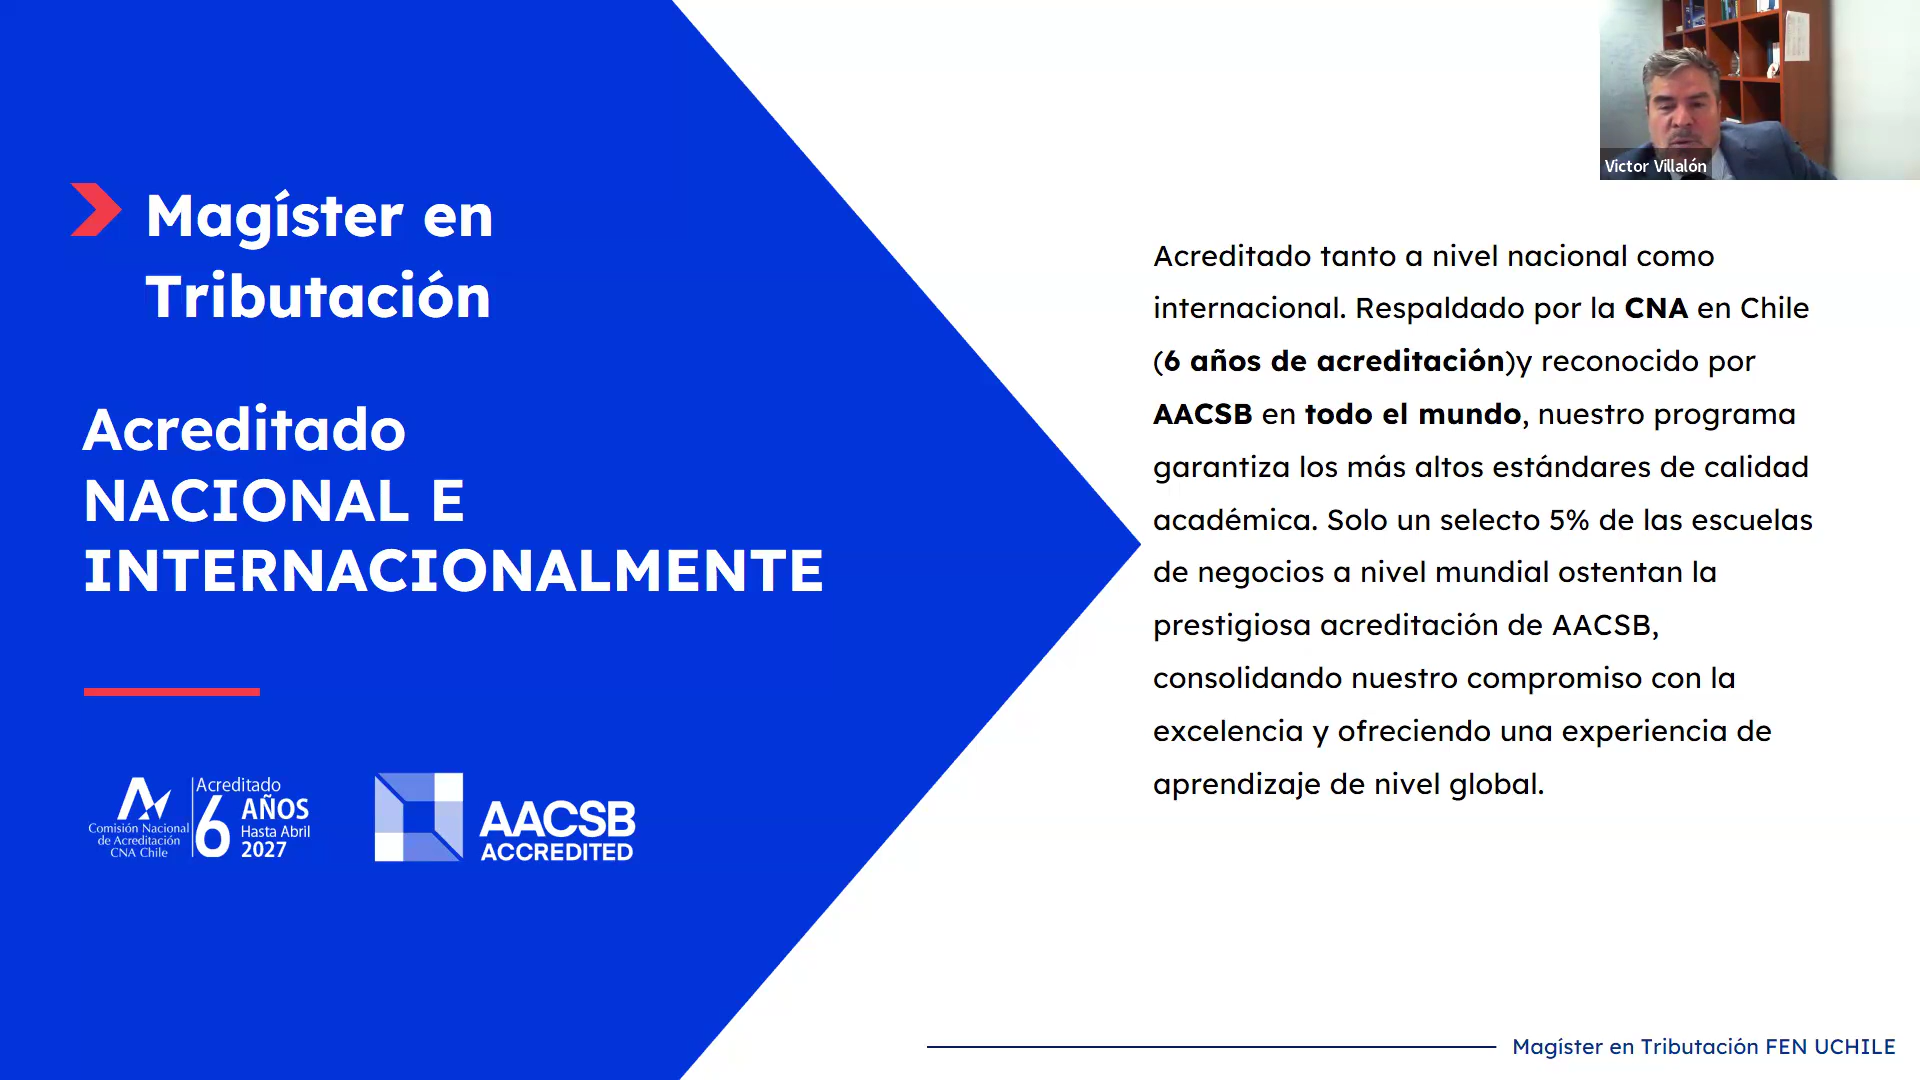 Magíster en
Tributación
Acreditado
NACIONAL E
INTERNACIONALMENTE
Comisión Nacional
de Acreditación
CNA Chile
Acreditado
6 AÑOS
Hasta Abril
2027
AACSB
ACCREDITED
Victor Villalón
Acreditado tanto a nivel nacional como
internacional. Respaldado por la CNA en Chile
(6 años de acreditación)y reconocido por
AACSB en todo el mundo, nuestro programa
garantiza los más altos estándares de calidad
académica. Solo un selecto 5% de las escuelas
de negocios a nivel mundial ostentan la
prestigiosa acreditación de AACSB,
consolidando nuestro compromiso con la
excelencia y ofreciendo una experiencia de
aprendizaje de nivel global.
Magíster en Tributación FEN UCHILE